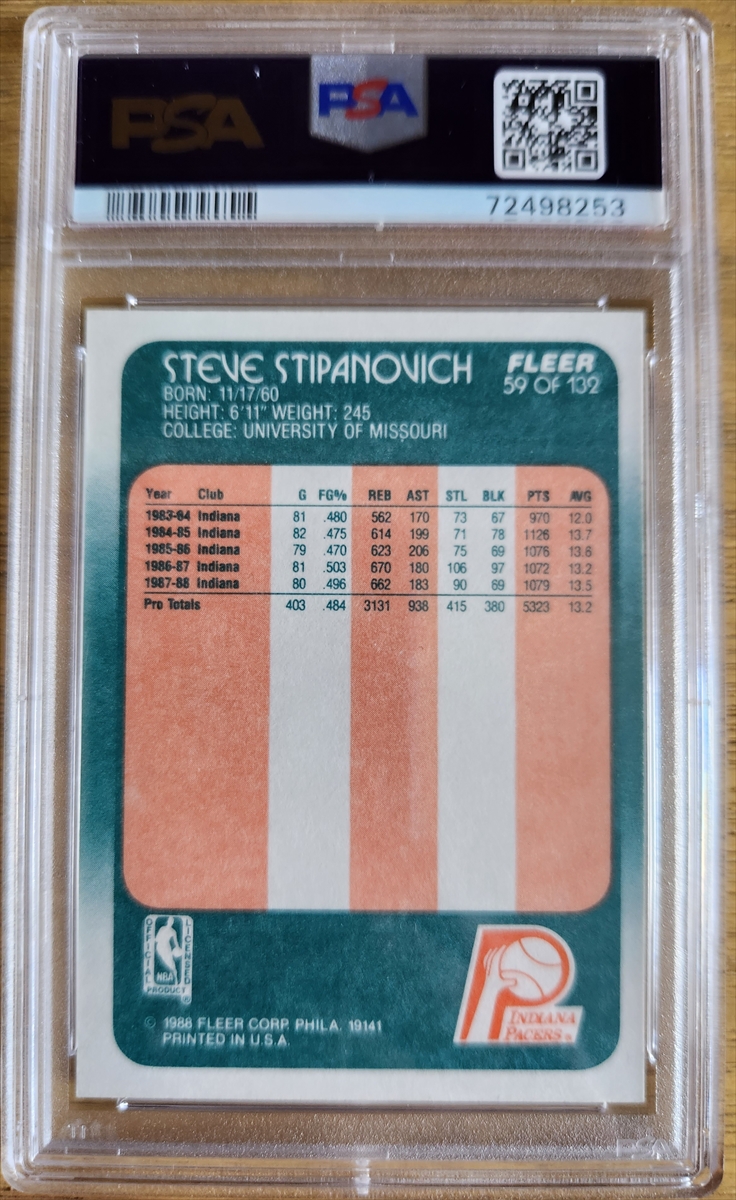 PSA PSA
72498253
STEVE STIPANOVICH FLEER
BORN: 11/17/60 59 OF 132
HEIGHT: 6'11" WEIGHT: 245
COLLEGE: UNIVERSITY OF MISSOURI
Year Club G FG% REB AST STL BLK PTS AVG
1983-84 Indiana 81 .480 562 170 73 67 970 12.0
1984-85 Indiana 82 .475 614 199 71 78 1126 13.7
1985-86 Indiana 79 .470 623 206 75 69 1076 13.6
1986-87 Indiana 81 .503 670 180 106 97 1072 13.2
1987-88 Indiana 80 .496 662 183 90 69 1079 13.5
Pro Totals 403 .484 3131 938 415 380 5323 13.2
OFFICIAL LICENSED
NBA
PRODUCT ®
INDIANA
PACERS
© 1988 FLEER CORP. PHILA. 19141
PRINTED IN U.S.A.